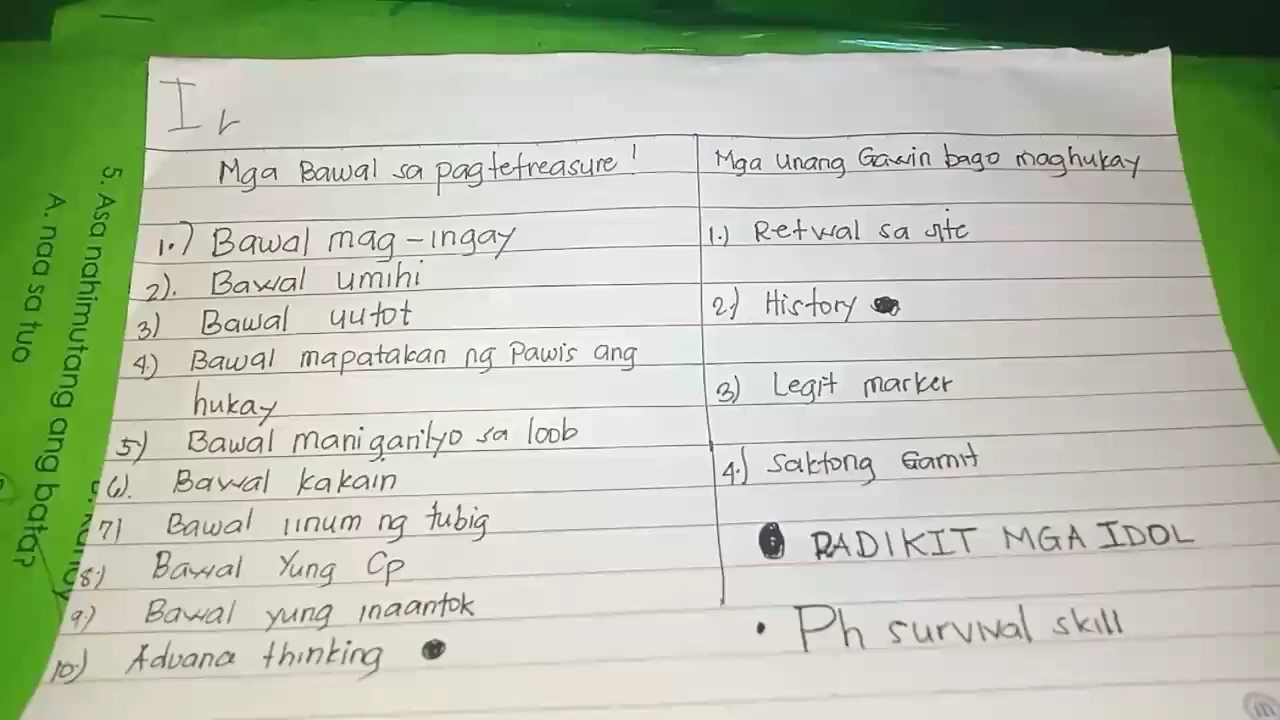 I
Mga Bawal sa pagtetreasure!
1.) Bawal mag-ingay
2). Bawal umihi
3) Bawal uutot
4.) Bawal mapatakan ng Pawis ang
hukay
5) Bawal manigarilyo sa loob
6). Bawal kakain
7) Bawal iinum ng tubig
8.) Bawal Yung Cp
9.) Bawal yung inaantok
10.) Advance thinking
Mga Unang Gawin bago maghukay
1.) Retwal sa site
2.) History
3) Legit marker
4.) Saktong Gamit
RADIKIT MGA IDOL
• Ph survival skill
5. Asa nahimutang ang bata?
A. naa sa tuo